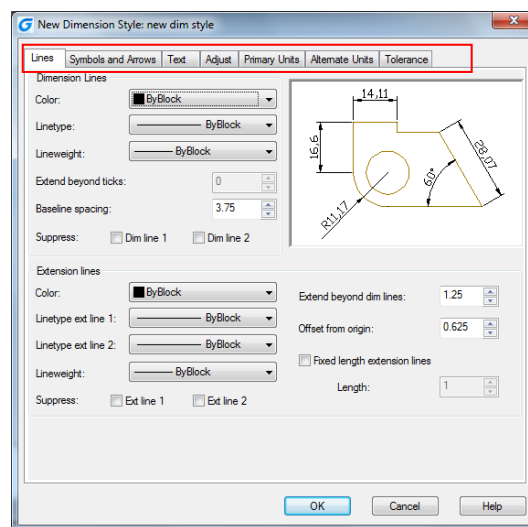 New Dimension Style: new dim style
Lines Symbols and Arrows Text Adjust Primary Units Alternate Units Tolerance
Dimension Lines
Color: ByBlock
Linetype: ByBlock
Lineweight: ByBlock
Extend beyond ticks: 0
Baseline spacing: 3.75
Suppress: Dim line 1 Dim line 2
14,11
16,6
28,07
60°
R11,17
Extension lines
Color: ByBlock
Linetype ext line 1: ByBlock
Linetype ext line 2: ByBlock
Lineweight: ByBlock
Suppress: Ext line 1 Ext line 2
Extend beyond dim lines: 1.25
Offset from origin: 0.625
Fixed length extension lines
Length: 1
OK Cancel Help